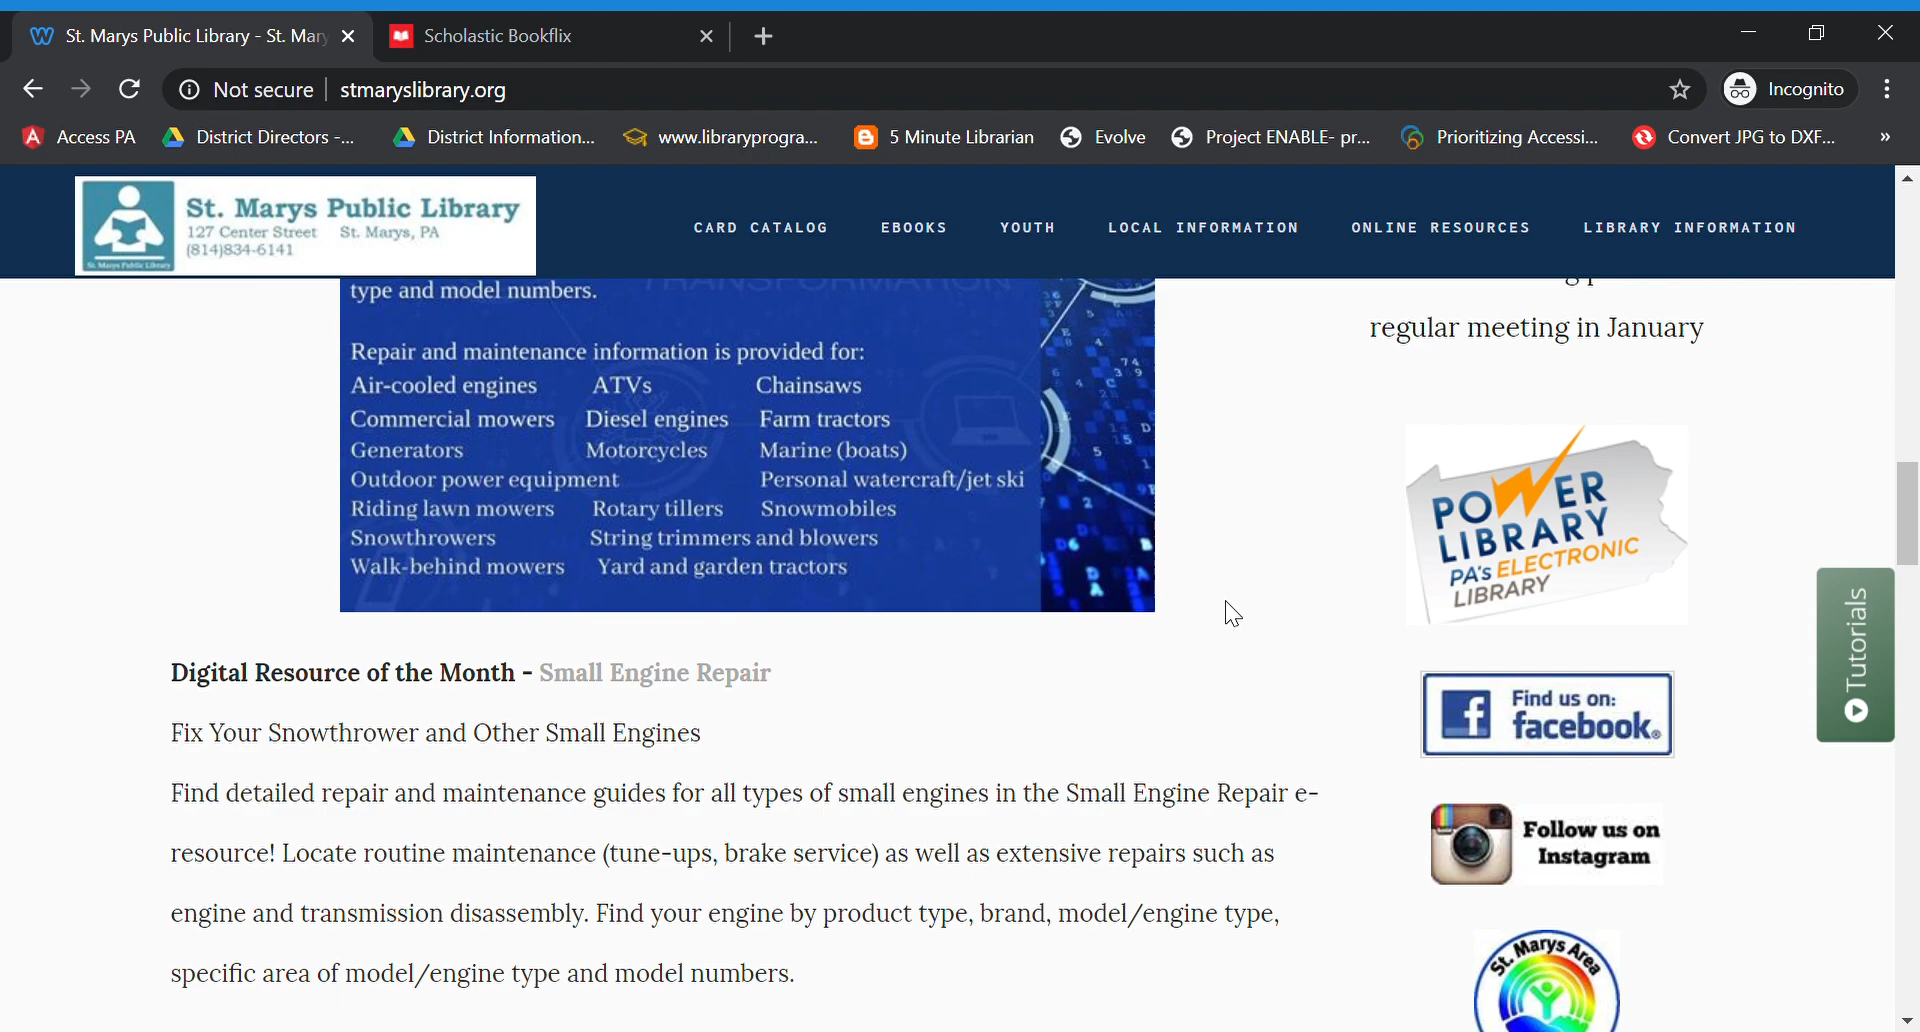 St. Marys Public Library - St. Mary
Scholastic Bookflix
Not secure
stmaryslibrary.org
Incognito
Access PA
District Directors -...
District Information...
www.libraryprogra...
5 Minute Librarian
Evolve
Project ENABLE- pr...
Prioritizing Accessi...
Convert JPG to DXF...
»
St. Marys Public Library
127 Center Street St. Marys, PA
(814)834-6141
St. Marys Public Library
CARD CATALOG
EBOOKS
YOUTH
LOCAL INFORMATION
ONLINE RESOURCES
LIBRARY INFORMATION
TRANSFORMATION
type and model numbers.
Repair and maintenance information is provided for:
Air-cooled engines ATVs Chainsaws
Commercial mowers Diesel engines Farm tractors
Generators Motorcycles Marine (boats)
Outdoor power equipment Personal watercraft/jet ski
Riding lawn mowers Rotary tillers Snowmobiles
Snowthrowers String trimmers and blowers
Walk-behind mowers Yard and garden tractors
Digital Resource of the Month - Small Engine Repair
Fix Your Snowthrower and Other Small Engines
Find detailed repair and maintenance guides for all types of small engines in the Small Engine Repair e-
resource! Locate routine maintenance (tune-ups, brake service) as well as extensive repairs such as
engine and transmission disassembly. Find your engine by product type, brand, model/engine type,
specific area of model/engine type and model numbers.
regular meeting in January
POWER
LIBRARY
PA's ELECTRONIC
LIBRARY
Find us on:
facebook®
Follow us on
Instagram
St. Marys Area
Tutorials